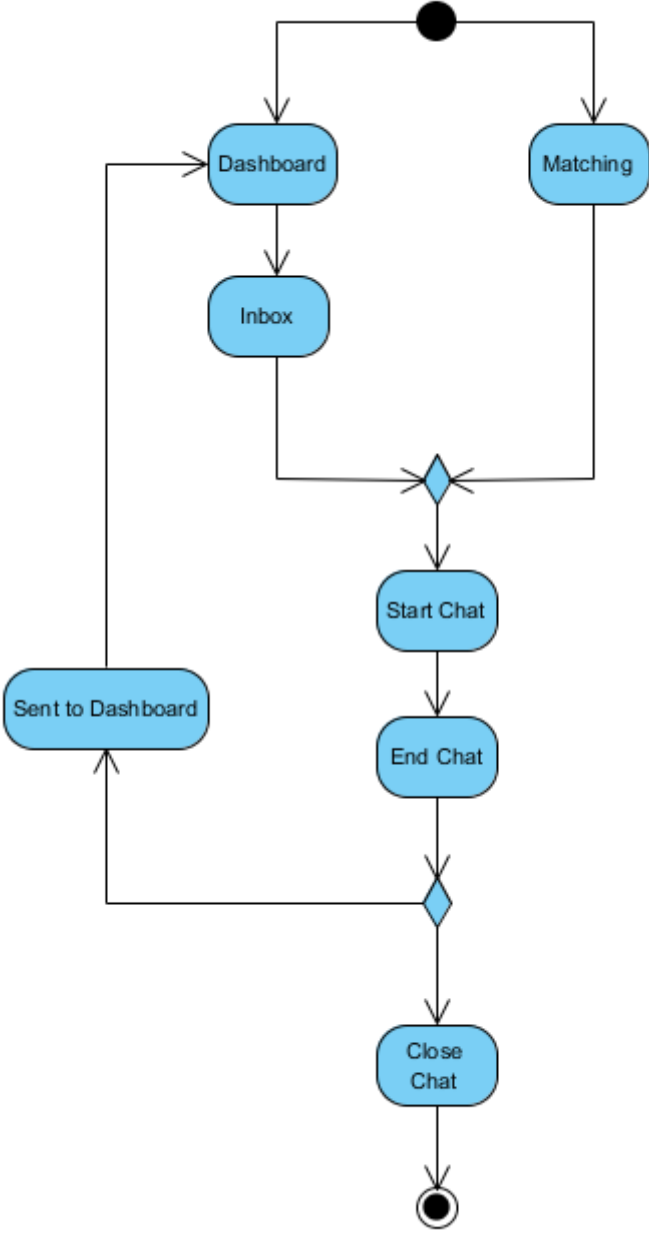 Dashboard
Matching
Inbox
Start Chat
Sent to Dashboard
End Chat
Close
Chat